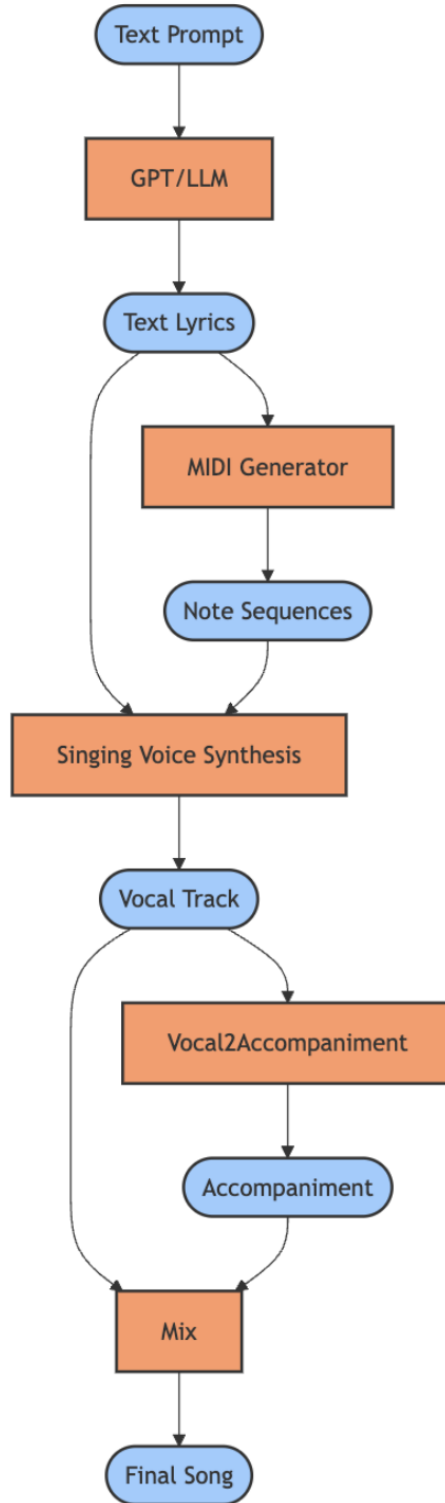 Text Prompt
GPT/LLM
Text Lyrics
MIDI Generator
Note Sequences
Singing Voice Synthesis
Vocal Track
Vocal2Accompaniment
Accompaniment
Mix
Final Song